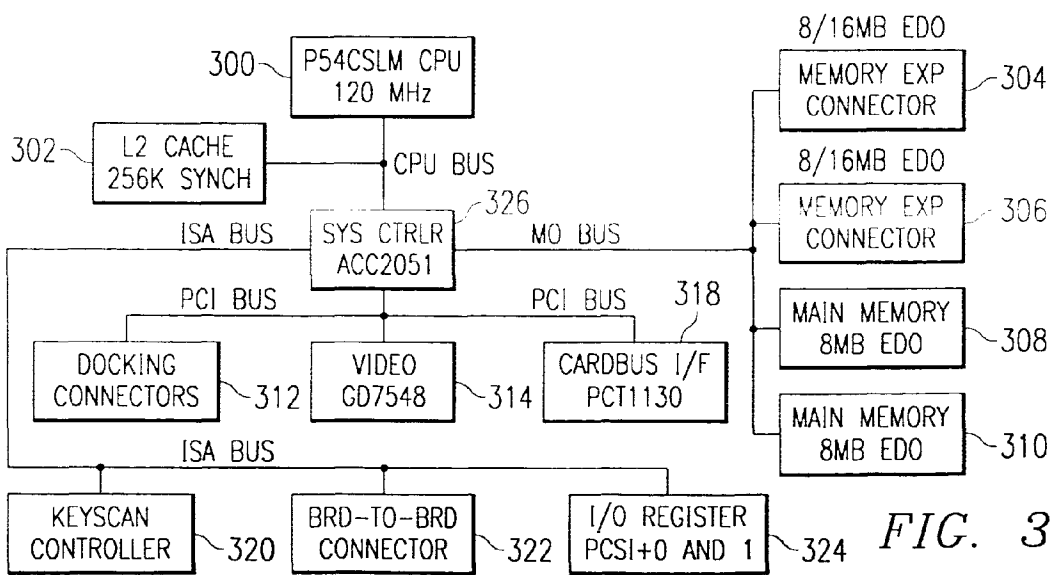 8/16MB EDO
300
P54CSLM CPU
120 MHz
MEMORY EXP
CONNECTOR
304
302
L2 CACHE
256K SYNCH
CPU BUS
8/16MB EDO
MEMORY EXP
CONNECTOR
306
326
ISA BUS
SYS CTRLR
ACC2051
MO BUS
PCI BUS
PCI BUS
318
MAIN MEMORY
8MB EDO
308
DOCKING
CONNECTORS
312
VIDEO
GD7548
314
CARDBUS I/F
PCT1130
MAIN MEMORY
8MB EDO
310
ISA BUS
KEYSCAN
CONTROLLER
320
BRD-TO-BRD
CONNECTOR
322
I/O REGISTER
PCSI+0 AND 1
324
FIG. 3